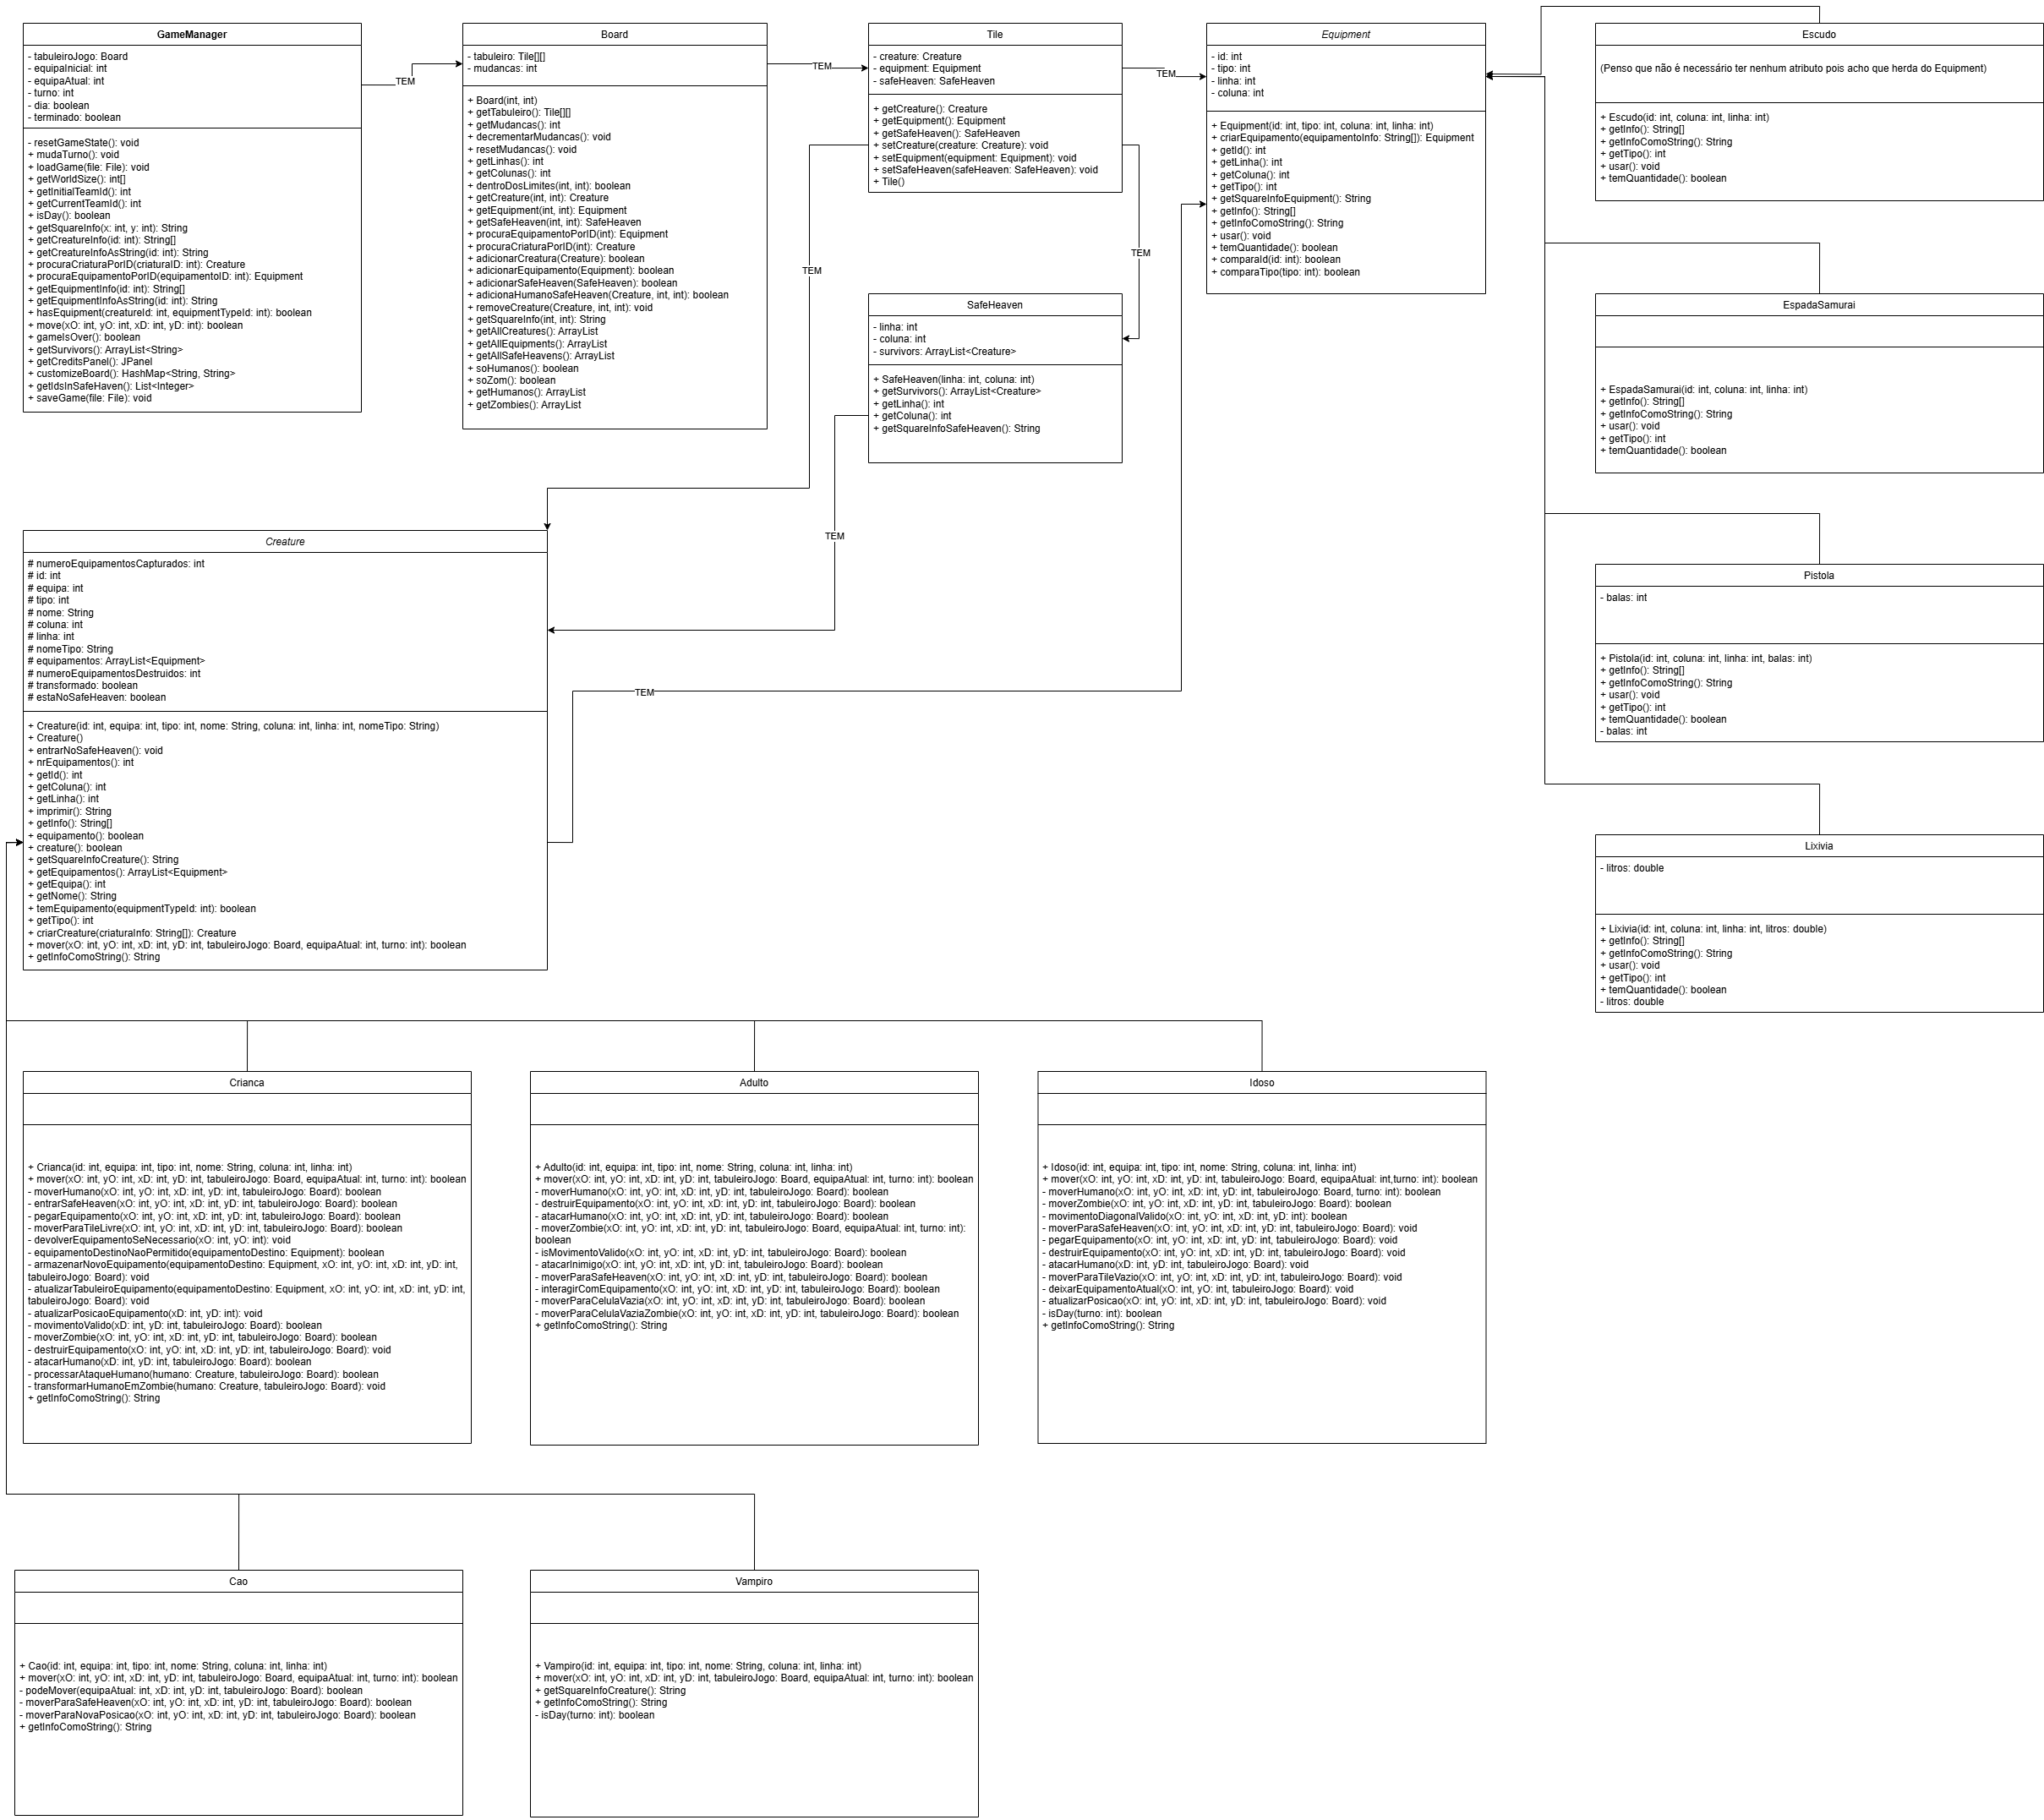 GameManager
- tabuleiroJogo: Board
- equipaInicial: int
- equipaAtual: int
- turno: int
- dia: boolean
- terminado: boolean
- resetGameState(): void
+ mudaTurno(): void
+ loadGame(file: File): void
+ getWorldSize(): int[]
+ getInitialTeamId(): int
+ getCurrentTeamId(): int
+ isDay(): boolean
+ getSquareInfo(x: int, y: int): String
+ getCreatureInfo(id: int): String[]
+ getCreatureInfoAsString(id: int): String
+ procuraCriaturaPorID(criaturaID: int): Creature
+ procuraEquipamentoPorID(equipamentoID: int): Equipment
+ getEquipmentInfo(id: int): String[]
+ getEquipmentInfoAsString(id: int): String
+ hasEquipment(creatureId: int, equipmentTypeId: int): boolean
+ move(xO: int, yO: int, xD: int, yD: int): boolean
+ gameIsOver(): boolean
+ getSurvivors(): ArrayList<String>
+ getCreditsPanel(): JPanel
+ customizeBoard(): HashMap<String, String>
+ getIdsInSafeHaven(): List<Integer>
+ saveGame(file: File): void
TEM
Board
- tabuleiro: Tile[][]
- mudancas: int
+ Board(int, int)
+ getTabuleiro(): Tile[][]
+ getMudancas(): int
+ decrementarMudancas(): void
+ resetMudancas(): void
+ getLinhas(): int
+ getColunas(): int
+ dentroDosLimites(int, int): boolean
+ getCreature(int, int): Creature
+ getEquipment(int, int): Equipment
+ getSafeHeaven(int, int): SafeHeaven
+ procuraEquipamentoPorID(int): Equipment
+ procuraCriaturaPorID(int): Creature
+ adicionarCreatura(Creature): boolean
+ adicionarEquipamento(Equipment): boolean
+ adicionarSafeHeaven(SafeHeaven): boolean
+ adicionaHumanoSafeHeaven(Creature, int, int): boolean
+ removeCreature(Creature, int, int): void
+ getSquareInfo(int, int): String
+ getAllCreatures(): ArrayList
+ getAllEquipments(): ArrayList
+ getAllSafeHeavens(): ArrayList
+ soHumanos(): boolean
+ soZom(): boolean
+ getHumanos(): ArrayList
+ getZombies(): ArrayList
TEM
Tile
- creature: Creature
- equipment: Equipment
- safeHeaven: SafeHeaven
+ getCreature(): Creature
+ getEquipment(): Equipment
+ getSafeHeaven(): SafeHeaven
+ setCreature(creature: Creature): void
+ setEquipment(equipment: Equipment): void
+ setSafeHeaven(safeHeaven: SafeHeaven): void
+ Tile()
TEM
TEM
TEM
Equipment
- id: int
- tipo: int
- linha: int
- coluna: int
+ Equipment(id: int, tipo: int, coluna: int, linha: int)
+ criarEquipamento(equipamentoInfo: String[]): Equipment
+ getId(): int
+ getLinha(): int
+ getColuna(): int
+ getTipo(): int
+ getSquareInfoEquipment(): String
+ getInfo(): String[]
+ getInfoComoString(): String
+ usar(): void
+ temQuantidade(): boolean
+ comparaId(id: int): boolean
+ comparaTipo(tipo: int): boolean
Escudo
(Penso que não é necessário ter nenhum atributo pois acho que herda do Equipment)
+ Escudo(id: int, coluna: int, linha: int)
+ getInfo(): String[]
+ getInfoComoString(): String
+ getTipo(): int
+ usar(): void
+ temQuantidade(): boolean
SafeHeaven
- linha: int
- coluna: int
- survivors: ArrayList<Creature>
+ SafeHeaven(linha: int, coluna: int)
+ getSurvivors(): ArrayList<Creature>
+ getLinha(): int
+ getColuna(): int
+ getSquareInfoSafeHeaven(): String
TEM
EspadaSamurai
+ EspadaSamurai(id: int, coluna: int, linha: int)
+ getInfo(): String[]
+ getInfoComoString(): String
+ usar(): void
+ getTipo(): int
+ temQuantidade(): boolean
Pistola
- balas: int
+ Pistola(id: int, coluna: int, linha: int, balas: int)
+ getInfo(): String[]
+ getInfoComoString(): String
+ usar(): void
+ getTipo(): int
+ temQuantidade(): boolean
- balas: int
Lixivia
- litros: double
+ Lixivia(id: int, coluna: int, linha: int, litros: double)
+ getInfo(): String[]
+ getInfoComoString(): String
+ usar(): void
+ getTipo(): int
+ temQuantidade(): boolean
- litros: double
Creature
# numeroEquipamentosCapturados: int
# id: int
# equipa: int
# tipo: int
# nome: String
# coluna: int
# linha: int
# nomeTipo: String
# equipamentos: ArrayList<Equipment>
# numeroEquipamentosDestruidos: int
# transformado: boolean
# estaNoSafeHeaven: boolean
+ Creature(id: int, equipa: int, tipo: int, nome: String, coluna: int, linha: int, nomeTipo: String)
+ Creature()
+ entrarNoSafeHeaven(): void
+ nrEquipamentos(): int
+ getId(): int
+ getColuna(): int
+ getLinha(): int
+ imprimir(): String
+ getInfo(): String[]
+ equipamento(): boolean
+ creature(): boolean
+ getSquareInfoCreature(): String
+ getEquipamentos(): ArrayList<Equipment>
+ getEquipa(): int
+ getNome(): String
+ temEquipamento(equipmentTypeId: int): boolean
+ getTipo(): int
+ criarCreature(criaturaInfo: String[]): Creature
+ mover(xO: int, yO: int, xD: int, yD: int, tabuleiroJogo: Board, equipaAtual: int, turno: int): boolean
+ getInfoComoString(): String
TEM
Crianca
+ Crianca(id: int, equipa: int, tipo: int, nome: String, coluna: int, linha: int)
+ mover(xO: int, yO: int, xD: int, yD: int, tabuleiroJogo: Board, equipaAtual: int, turno: int): boolean
- moverHumano(xO: int, yO: int, xD: int, yD: int, tabuleiroJogo: Board): boolean
- entrarSafeHeaven(xO: int, yO: int, xD: int, yD: int, tabuleiroJogo: Board): boolean
- pegarEquipamento(xO: int, yO: int, xD: int, yD: int, tabuleiroJogo: Board): boolean
- moverParaTileLivre(xO: int, yO: int, xD: int, yD: int, tabuleiroJogo: Board): boolean
- devolverEquipamentoSeNecessario(xO: int, yO: int): void
- equipamentoDestinoNaoPermitido(equipamentoDestino: Equipment): boolean
- armazenarNovoEquipamento(equipamentoDestino: Equipment, xO: int, yO: int, xD: int, yD: int,
tabuleiroJogo: Board): void
- atualizarTabuleiroEquipamento(equipamentoDestino: Equipment, xO: int, yO: int, xD: int, yD: int,
tabuleiroJogo: Board): void
- atualizarPosicaoEquipamento(xD: int, yD: int): void
- movimentoValido(xD: int, yD: int, tabuleiroJogo: Board): boolean
- moverZombie(xO: int, yO: int, xD: int, yD: int, tabuleiroJogo: Board): boolean
- destruirEquipamento(xO: int, yO: int, xD: int, yD: int, tabuleiroJogo: Board): void
- atacarHumano(xD: int, yD: int, tabuleiroJogo: Board): boolean
- processarAtaqueHumano(humano: Creature, tabuleiroJogo: Board): boolean
- transformarHumanoEmZombie(humano: Creature, tabuleiroJogo: Board): void
+ getInfoComoString(): String
Adulto
+ Adulto(id: int, equipa: int, tipo: int, nome: String, coluna: int, linha: int)
+ mover(xO: int, yO: int, xD: int, yD: int, tabuleiroJogo: Board, equipaAtual: int, turno: int): boolean
- moverHumano(xO: int, yO: int, xD: int, yD: int, tabuleiroJogo: Board): boolean
- destruirEquipamento(xO: int, yO: int, xD: int, yD: int, tabuleiroJogo: Board): boolean
- atacarHumano(xO: int, yO: int, xD: int, yD: int, tabuleiroJogo: Board): boolean
- moverZombie(xO: int, yO: int, xD: int, yD: int, tabuleiroJogo: Board, equipaAtual: int, turno: int):
boolean
- isMovimentoValido(xO: int, yO: int, xD: int, yD: int, tabuleiroJogo: Board): boolean
- atacarInimigo(xO: int, yO: int, xD: int, yD: int, tabuleiroJogo: Board): boolean
- moverParaSafeHeaven(xO: int, yO: int, xD: int, yD: int, tabuleiroJogo: Board): boolean
- interagirComEquipamento(xO: int, yO: int, xD: int, yD: int, tabuleiroJogo: Board): boolean
- moverParaCelulaVazia(xO: int, yO: int, xD: int, yD: int, tabuleiroJogo: Board): boolean
- moverParaCelulaVaziaZombie(xO: int, yO: int, xD: int, yD: int, tabuleiroJogo: Board): boolean
+ getInfoComoString(): String
Idoso
+ Idoso(id: int, equipa: int, tipo: int, nome: String, coluna: int, linha: int)
+ mover(xO: int, yO: int, xD: int, yD: int, tabuleiroJogo: Board, equipaAtual: int,turno: int): boolean
- moverHumano(xO: int, yO: int, xD: int, yD: int, tabuleiroJogo: Board, turno: int): boolean
- moverZombie(xO: int, yO: int, xD: int, yD: int, tabuleiroJogo: Board): boolean
- movimentoDiagonalValido(xO: int, yO: int, xD: int, yD: int): boolean
- moverParaSafeHeaven(xO: int, yO: int, xD: int, yD: int, tabuleiroJogo: Board): void
- pegarEquipamento(xO: int, yO: int, xD: int, yD: int, tabuleiroJogo: Board): void
- destruirEquipamento(xO: int, yO: int, xD: int, yD: int, tabuleiroJogo: Board): void
- atacarHumano(xD: int, yD: int, tabuleiroJogo: Board): void
- moverParaTileVazio(xO: int, yO: int, xD: int, yD: int, tabuleiroJogo: Board): void
- deixarEquipamentoAtual(xO: int, yO: int, tabuleiroJogo: Board): void
- atualizarPosicao(xO: int, yO: int, xD: int, yD: int, tabuleiroJogo: Board): void
- isDay(turno: int): boolean
+ getInfoComoString(): String
Cao
+ Cao(id: int, equipa: int, tipo: int, nome: String, coluna: int, linha: int)
+ mover(xO: int, yO: int, xD: int, yD: int, tabuleiroJogo: Board, equipaAtual: int, turno: int): boolean
- podeMover(equipaAtual: int, xD: int, yD: int, tabuleiroJogo: Board): boolean
- moverParaSafeHeaven(xO: int, yO: int, xD: int, yD: int, tabuleiroJogo: Board): boolean
- moverParaNovaPosicao(xO: int, yO: int, xD: int, yD: int, tabuleiroJogo: Board): boolean
+ getInfoComoString(): String
Vampiro
+ Vampiro(id: int, equipa: int, tipo: int, nome: String, coluna: int, linha: int)
+ mover(xO: int, yO: int, xD: int, yD: int, tabuleiroJogo: Board, equipaAtual: int, turno: int): boolean
+ getSquareInfoCreature(): String
+ getInfoComoString(): String
- isDay(turno: int): boolean